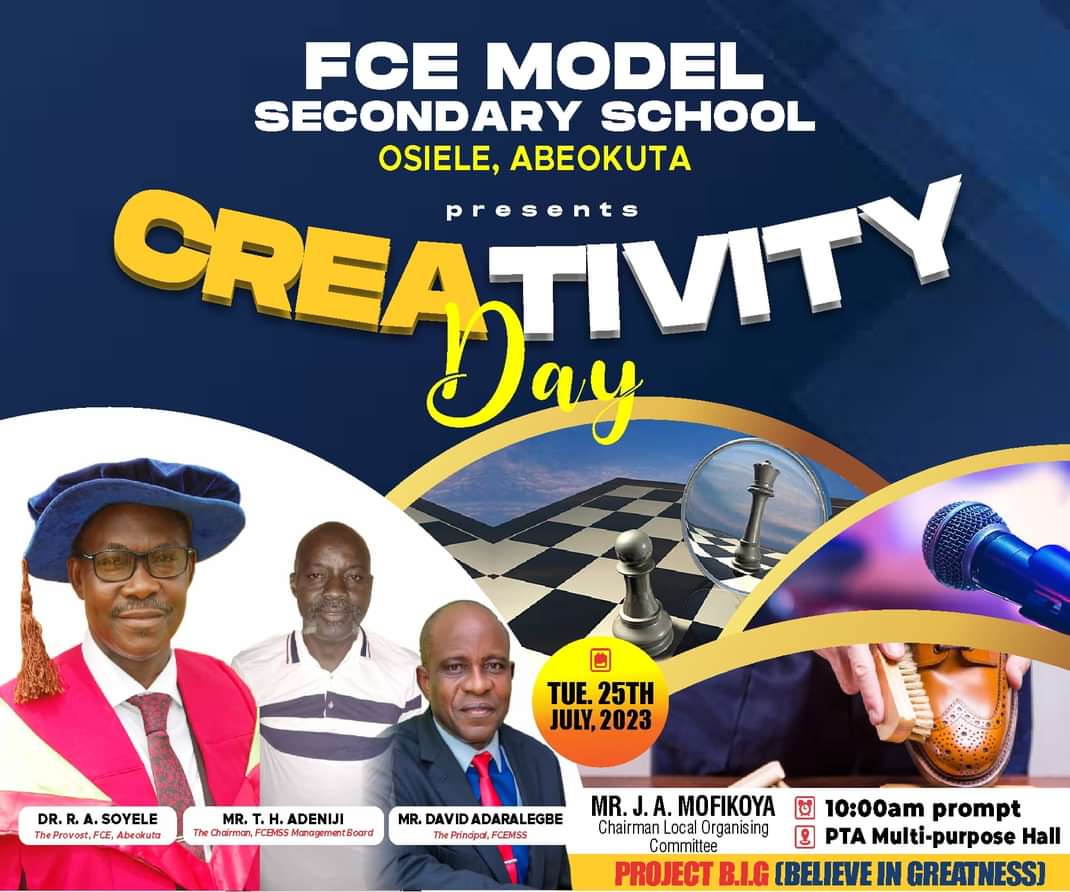 FCE MODEL
SECONDARY SCHOOL
OSIELE, ABEOKUTA
presents
CREATIVITY
Day
TUE. 25TH
JULY, 2023
DR. R. A. SOYELE
The Provost, FCE, Abeokuta
MR. T. H. ADENIJI
The Chairman, FCEMSS Management Board
MR. DAVID ADARALEGBE
The Principal, FCEMSS
MR. J. A. MOFIKOYA
Chairman Local Organising
Committee
10:00am prompt
PTA Multi-purpose Hall
PROJECT B.I.G (BELIEVE IN GREATNESS)